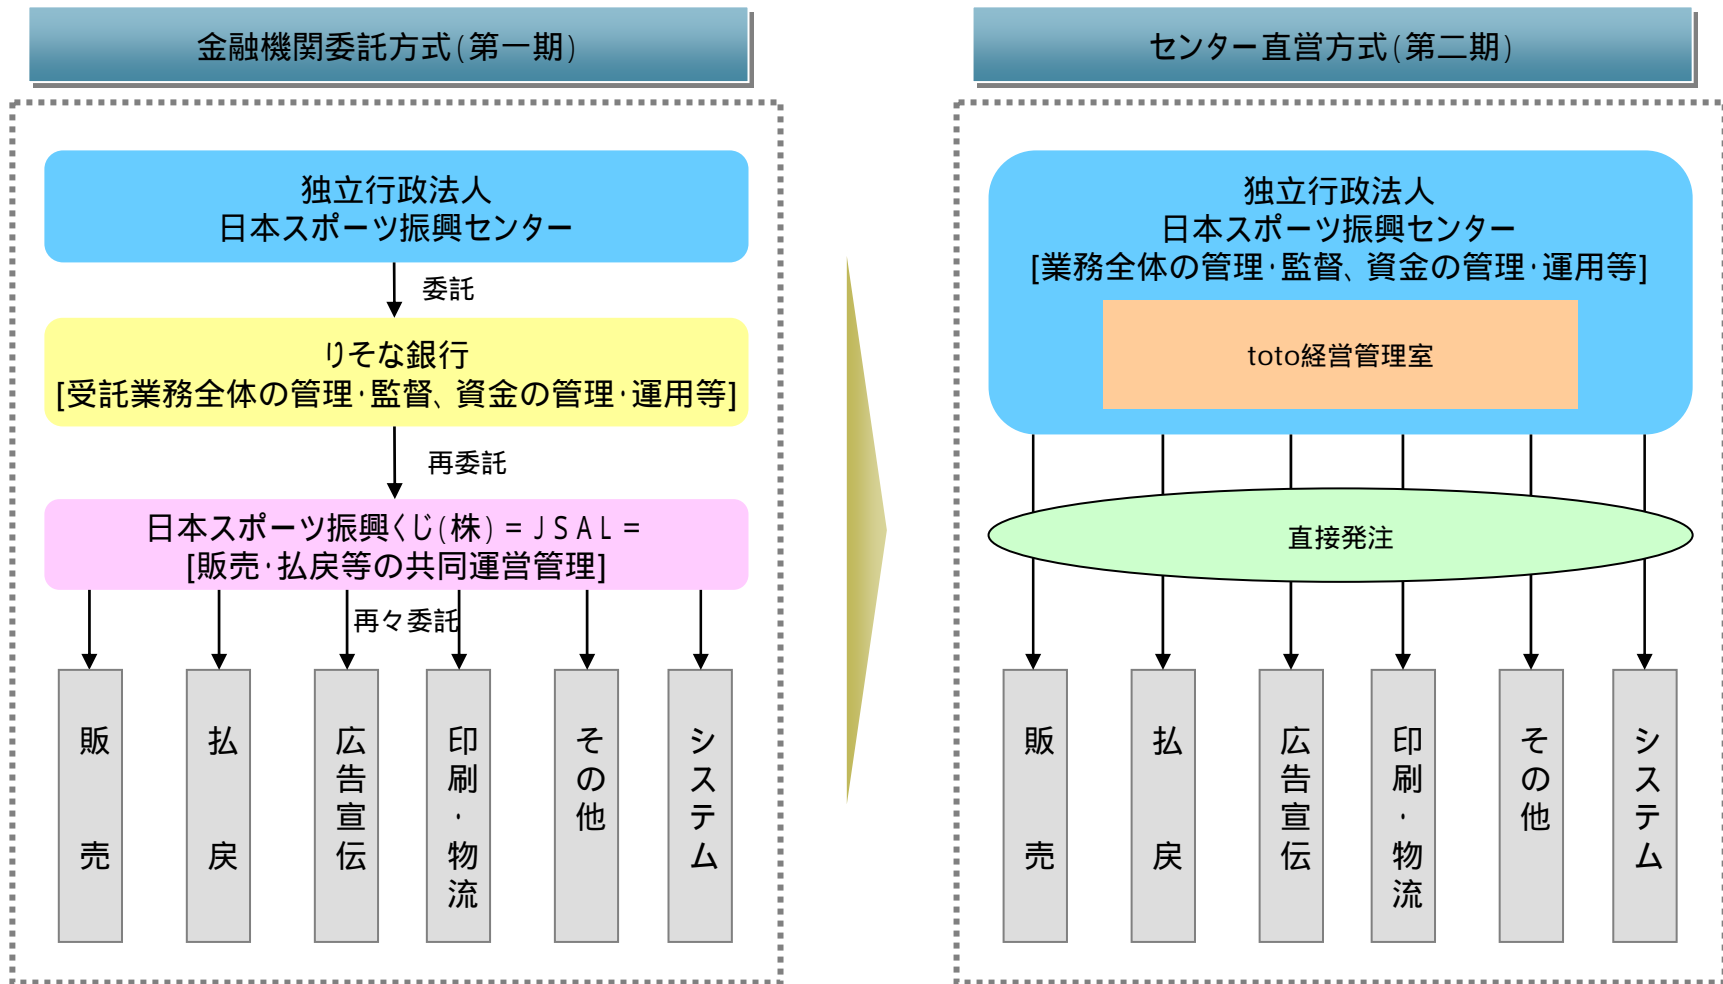 金融機関委託方式(第一期)
独立行政法人
日本スポーツ振興センター
委託
りそな銀行
[受託業務全体の管理･監督、資金の管理･運用等]
再委託
日本スポーツ振興くじ(株)=JSAL=
[販売･払戻等の共同運営管理]
再々委託
販売
払戻
広告宣伝
印刷･物流
その他
システム
センター直営方式(第二期)
独立行政法人
日本スポーツ振興センター
[業務全体の管理･監督、資金の管理･運用等]
toto経営管理室
直接発注
販売
払戻
広告宣伝
印刷･物流
その他
システム